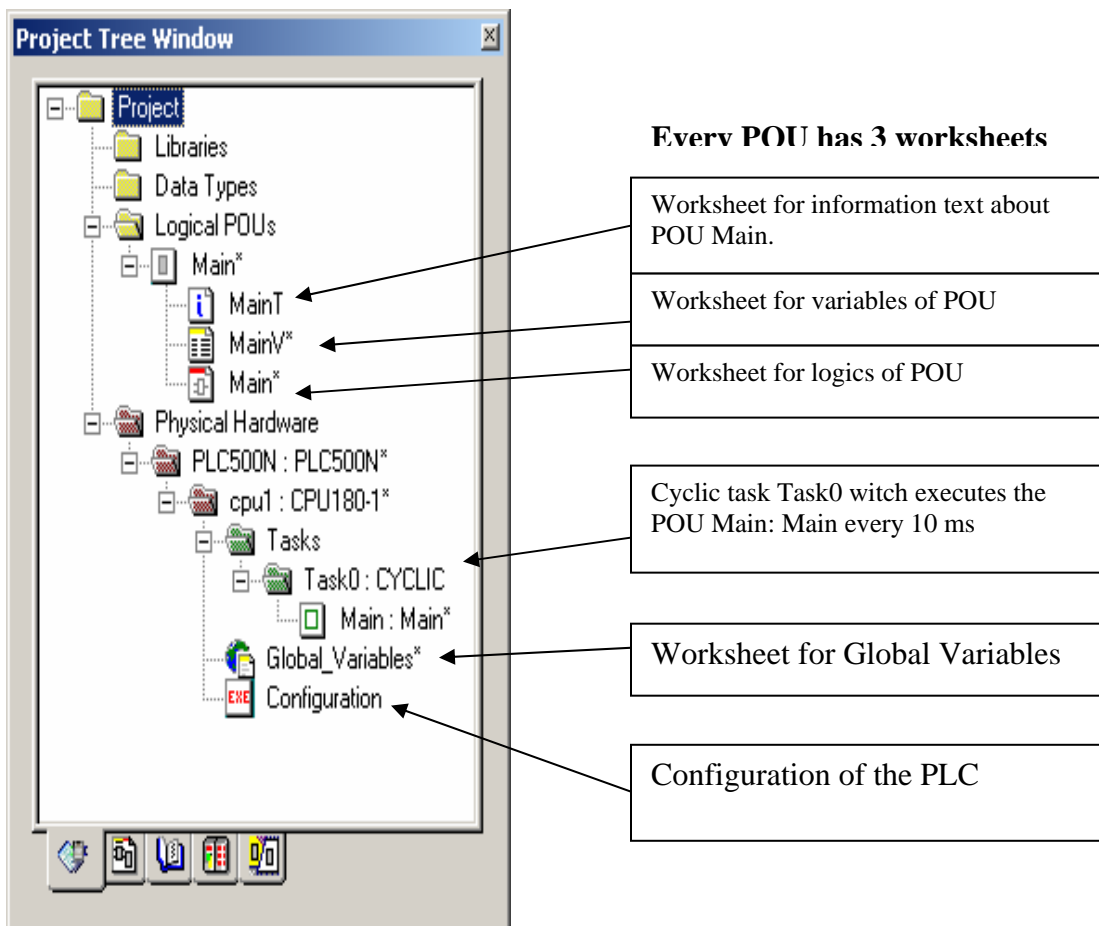 Project Tree Window
Project
Libraries
Data Types
Logical POUs
Main*
MainT
MainV*
Main*
Physical Hardware
PLC500N : PLC500N*
cpu1 : CPU180-1*
Tasks
Task0 : CYCLIC
Main : Main*
Global_Variables*
EXE
Configuration
Every POU has 3 worksheets
Worksheet for information text about
POU Main.
Worksheet for variables of POU
Worksheet for logics of POU
Cyclic task Task0 witch executes the
POU Main: Main every 10 ms
Worksheet for Global Variables
Configuration of the PLC